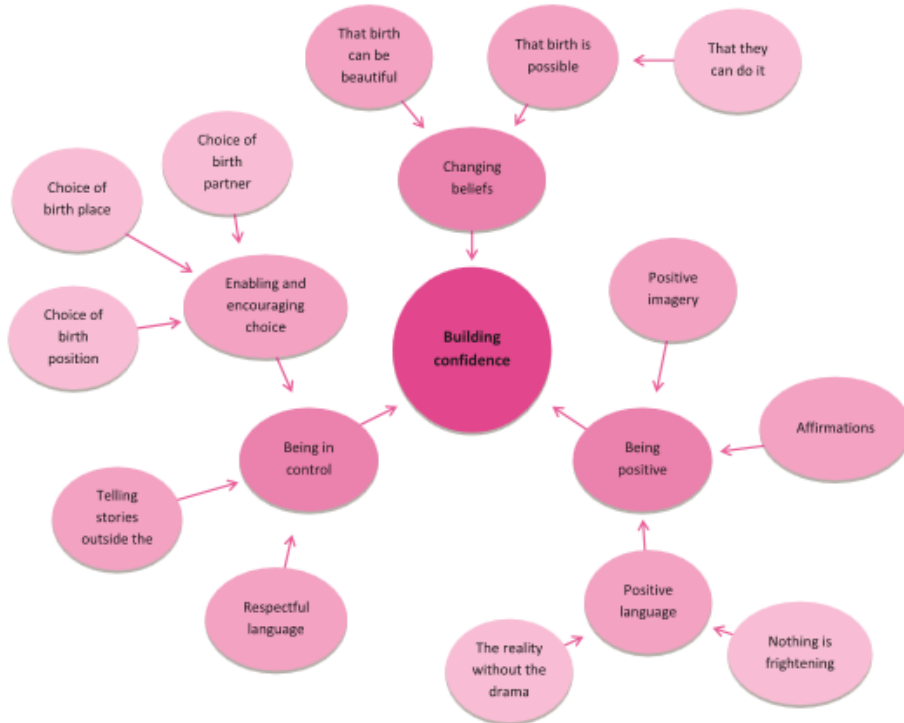 That birth
can be
beautiful
That birth is
possible
That they
can do it
Choice of
birth
partner
Choice of
birth place
Changing
beliefs
Enabling and
encouraging
choice
Positive
imagery
Choice of
birth
position
Building
confidence
Being in
control
Being
positive
Affirmations
Telling
stories
outside the
Respectful
language
Positive
language
The reality
without the
drama
Nothing is
frightening